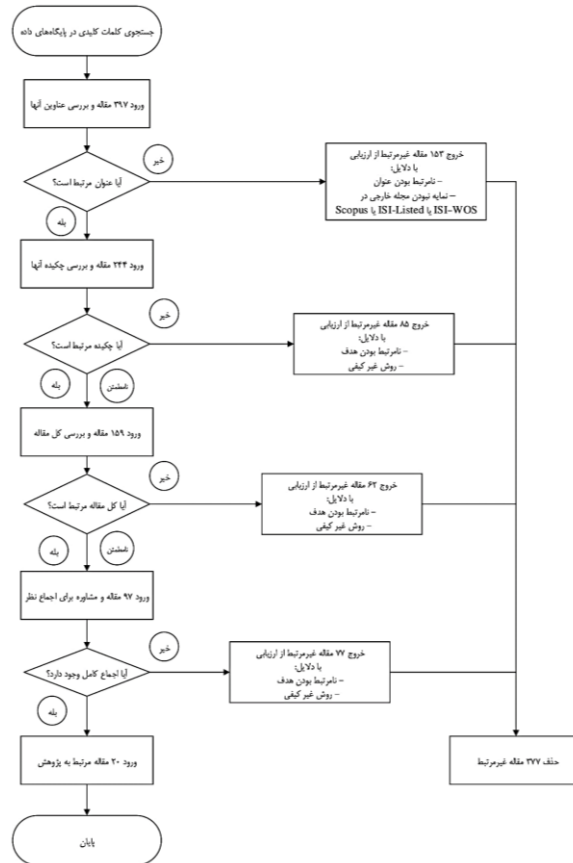 جستجوی کلمات کلیدی در پایگاه‌های داده
ورود ۳۹۷ مقاله و بررسی عناوین آنها
آیا عنوان مرتبط است؟
خیر
خروج ۱۵۳ مقاله غیرمرتبط از ارزیابی
با دلایل:
– نامرتبط بودن عنوان
– نمایه نبودن مجله خارجی در
ISI-WOS یا ISI-Listed یا Scopus
بله
ورود ۲۴۴ مقاله و بررسی چکیده آنها
آیا چکیده مرتبط است؟
خیر
خروج ۸۵ مقاله غیرمرتبط از ارزیابی
با دلایل:
– نامرتبط بودن هدف
– روش غیر کیفی
بله
نامطمئن
ورود ۱۵۹ مقاله و بررسی کل مقاله
آیا کل مقاله مرتبط است؟
خیر
خروج ۶۲ مقاله غیرمرتبط از ارزیابی
با دلایل:
– نامرتبط بودن هدف
– روش غیر کیفی
بله
نامطمئن
ورود ۹۷ مقاله و مشاوره برای اجماع نظر
آیا اجماع کامل وجود دارد؟
خیر
خروج ۷۷ مقاله غیرمرتبط از ارزیابی
با دلایل:
– نامرتبط بودن هدف
– روش غیر کیفی
بله
ورود ۲۰ مقاله مرتبط به پژوهش
حذف ۳۷۷ مقاله غیرمرتبط
پایان